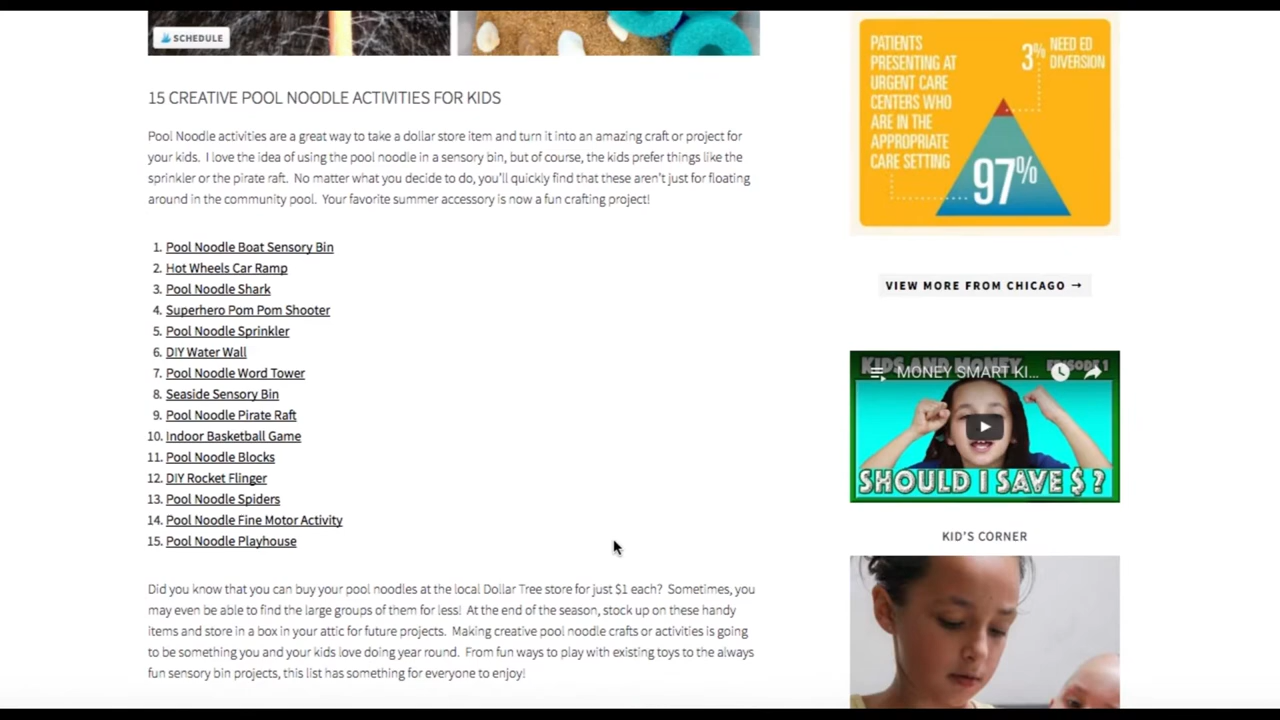 SCHEDULE
15 CREATIVE POOL NOODLE ACTIVITIES FOR KIDS
Pool Noodle activities are a great way to take a dollar store item and turn it into an amazing craft or project for
your kids. I love the idea of using the pool noodle in a sensory bin, but of course, the kids prefer things like the
sprinkler or the pirate raft. No matter what you decide to do, you'll quickly find that these aren't just for floating
around in the community pool. Your favorite summer accessory is now a fun crafting project!
1. Pool Noodle Boat Sensory Bin
2. Hot Wheels Car Ramp
3. Pool Noodle Shark
4. Superhero Pom Pom Shooter
5. Pool Noodle Sprinkler
6. DIY Water Wall
7. Pool Noodle Word Tower
8. Seaside Sensory Bin
9. Pool Noodle Pirate Raft
10. Indoor Basketball Game
11. Pool Noodle Blocks
12. DIY Rocket Flinger
13. Pool Noodle Spiders
14. Pool Noodle Fine Motor Activity
15. Pool Noodle Playhouse
Did you know that you can buy your pool noodles at the local Dollar Tree store for just $1 each? Sometimes, you
may even be able to find the large groups of them for less! At the end of the season, stock up on these handy
items and store in a box in your attic for future projects. Making creative pool noodle crafts or activities is going
to be something you and your kids love doing year round. From fun ways to play with existing toys to the always
fun sensory bin projects, this list has something for everyone to enjoy!
PATIENTS
PRESENTING AT
URGENT CARE
CENTERS WHO
ARE IN THE
APPROPRIATE
CARE SETTING
3% NEED ED
DIVERSION
97%
VIEW MORE FROM CHICAGO →
KIDS AND MONEY EPISODE 1
MONEY SMART KI...
SHOULD I SAVE $ ?
KID'S CORNER